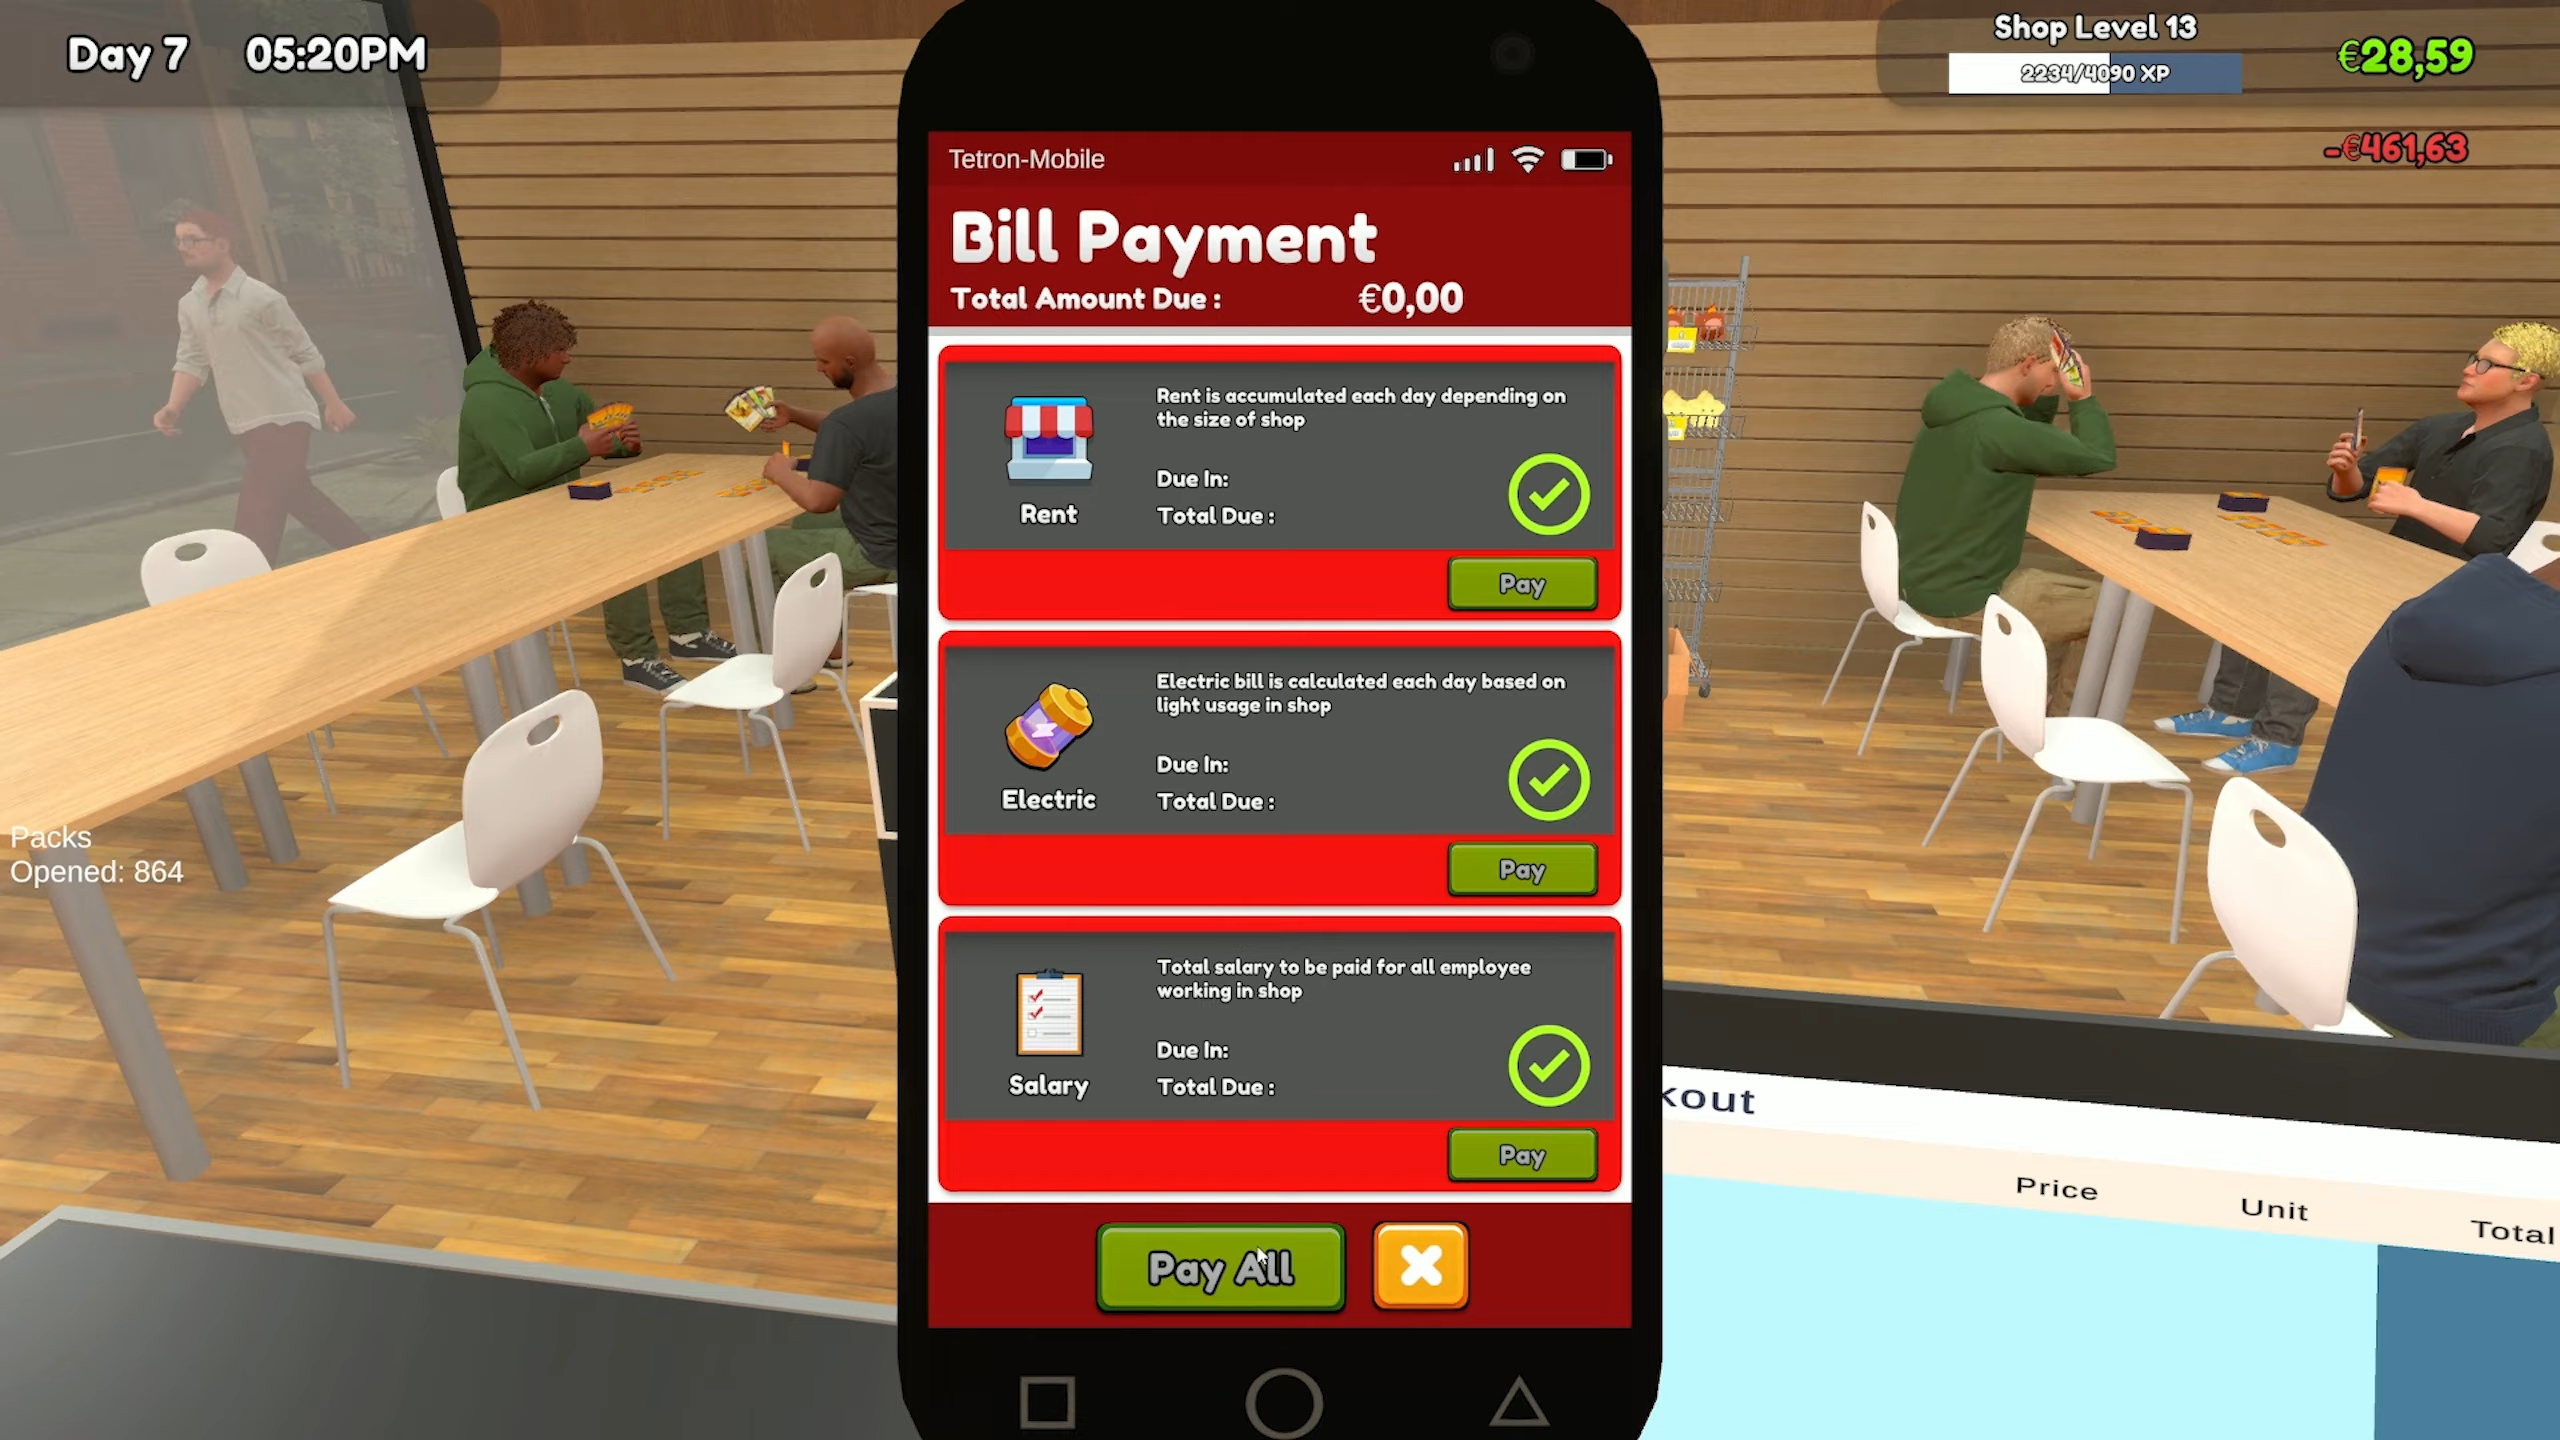 Day 7
05:20PM
Shop Level 13
2234/4090 XP
€28,59
-€461,63
Tetron-Mobile
Bill Payment
Total Amount Due :
€0,00
Rent is accumulated each day depending on
the size of shop
Due In:
Total Due :
Rent
Pay
Electric bill is calculated each day based on
light usage in shop
Due In:
Total Due :
Electric
Pay
Total salary to be paid for all employee
working in shop
Due In:
Total Due :
Salary
Pay
Pay All
Packs
Opened: 864
kout
Price
Unit
Total